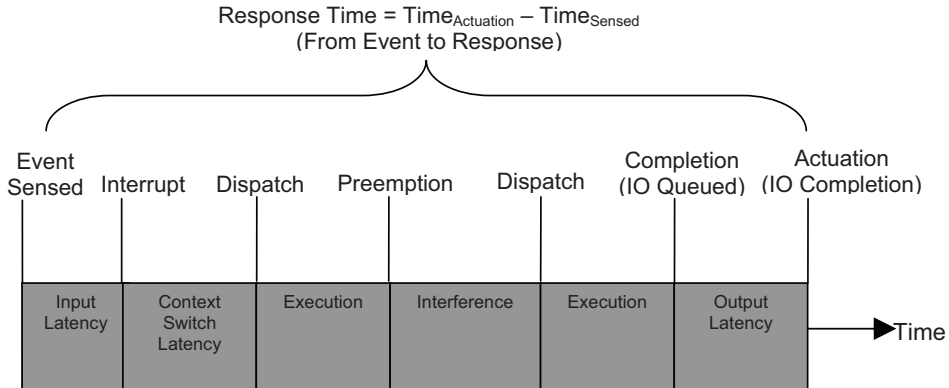 Response Time = TimeActuation – TimeSensed
(From Event to Response)
Event
Sensed
Interrupt
Dispatch
Preemption
Dispatch
Completion
(IO Queued)
Actuation
(IO Completion)
Input
Latency
Context
Switch
Latency
Execution
Interference
Execution
Output
Latency
Time